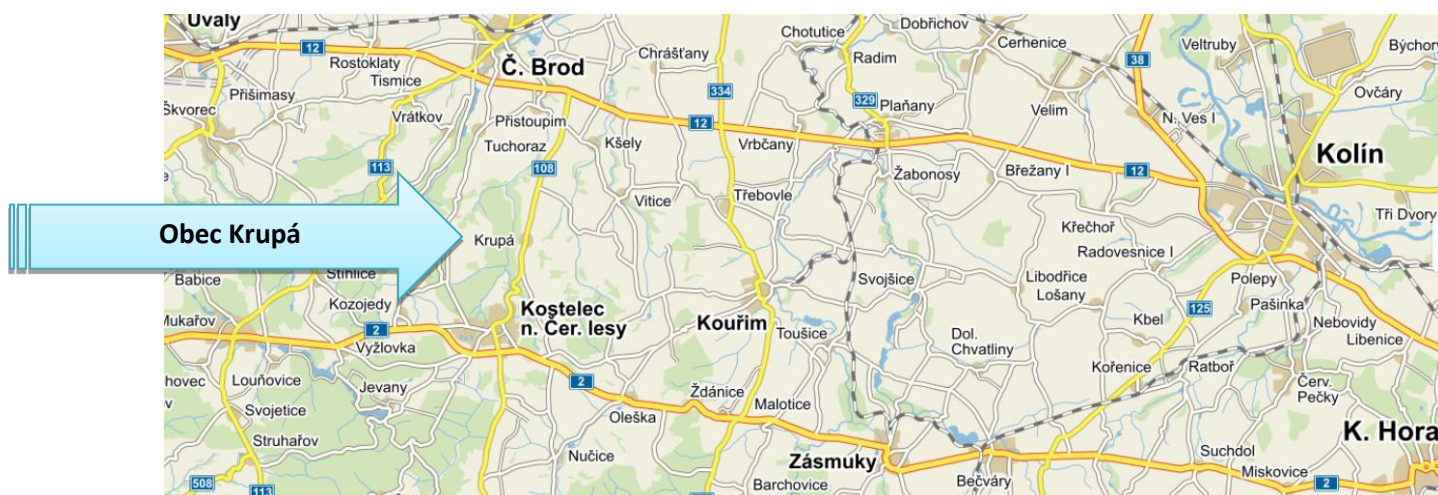 Úvaly
12
Rostoklaty
Tismice
Č. Brod
Chrášťany
Chotutice
Dobřichov
Radim
Cerhenice
38
Veltruby
Býchory
Ovčáry
Škvorec
Přišimasy
Vrátkov
Přistoupim
334
329
Plaňany
Velim
N. Ves I
12
Tuchoraz
Kšely
Vrbčany
Kolín
113
108
Žabonosy
Břežany I
12
Vitice
Třebovle
Tři Dvory
Obec Krupá
Krupá
Křečhoř
Radovesnice I
Štíhlice
Babice
Kozojedy
Svojšice
Libodřice
Polepy
Lošany
Pašinka
Mukařov
2
Kostelec
n. Čer. lesy
Kouřim
Toušice
Kbel
125
Nebovidy
Libenice
Vyžlovka
Dol.
Chvatliny
hovec
Louňovice
Jevany
2
Kořenice
Ratboř
Červ.
Pečky
Svojetice
Ždánice
Malotice
Oleška
Struhařov
K. Hora
Nučice
Zásmuky
Suchdol
Miskovice
508
113
Barchovice
Bečváry
2